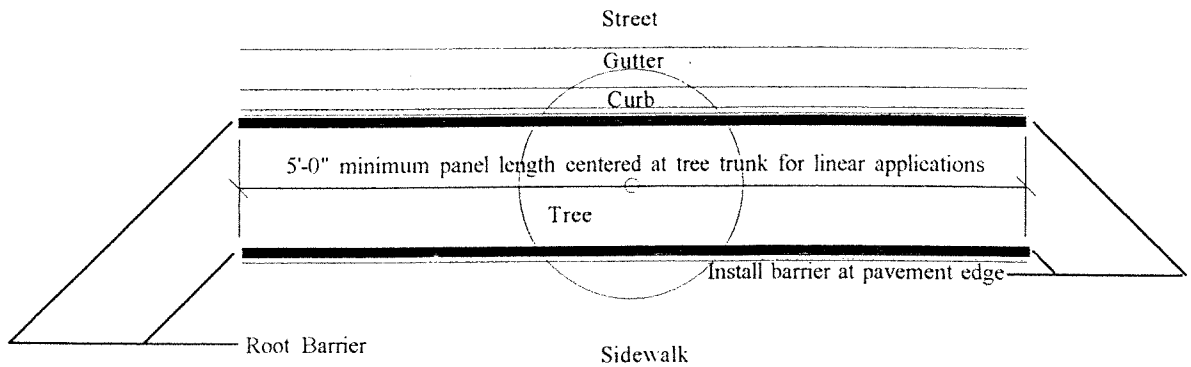 Street
Gutter
Curb
5'-0" minimum panel length centered at tree trunk for linear applications
Tree
Install barrier at pavement edge
Root Barrier
Sidewalk